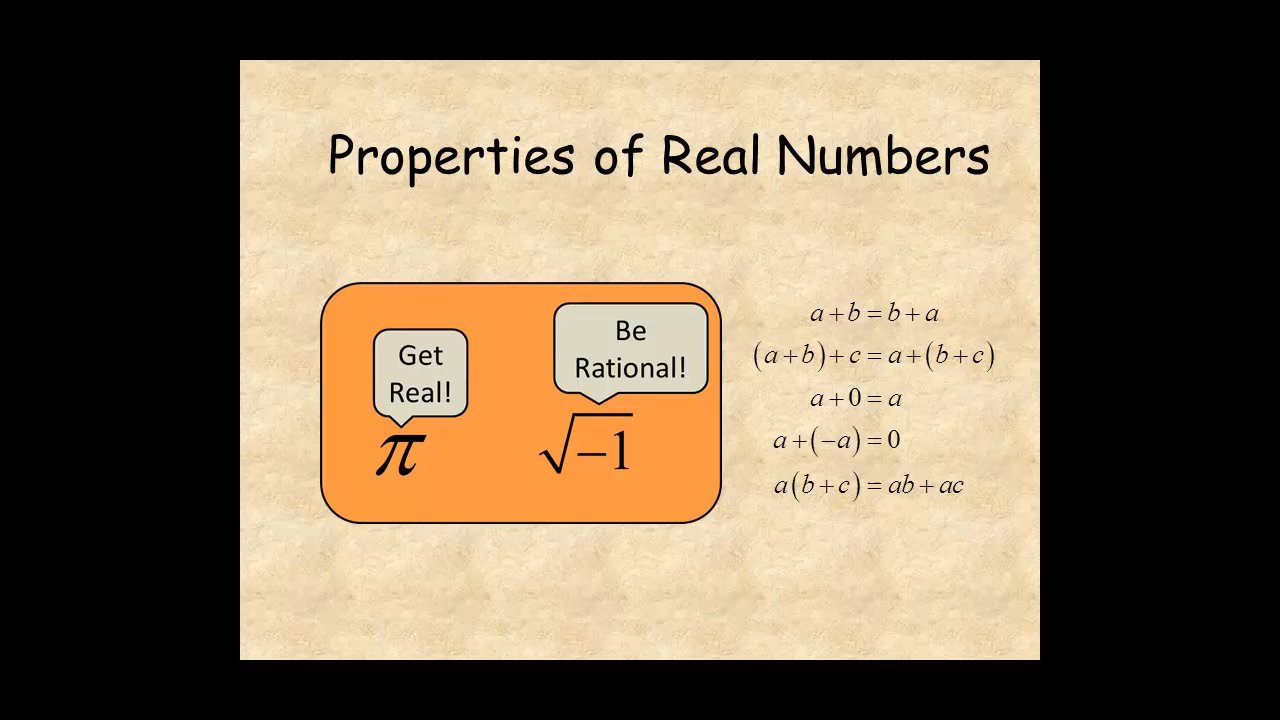 Properties of Real Numbers
Get
Real!
π
Be
Rational!
√−1
a + b = b + a
(a + b) + c = a + (b + c)
a + 0 = a
a + (−a) = 0
a(b + c) = ab + ac